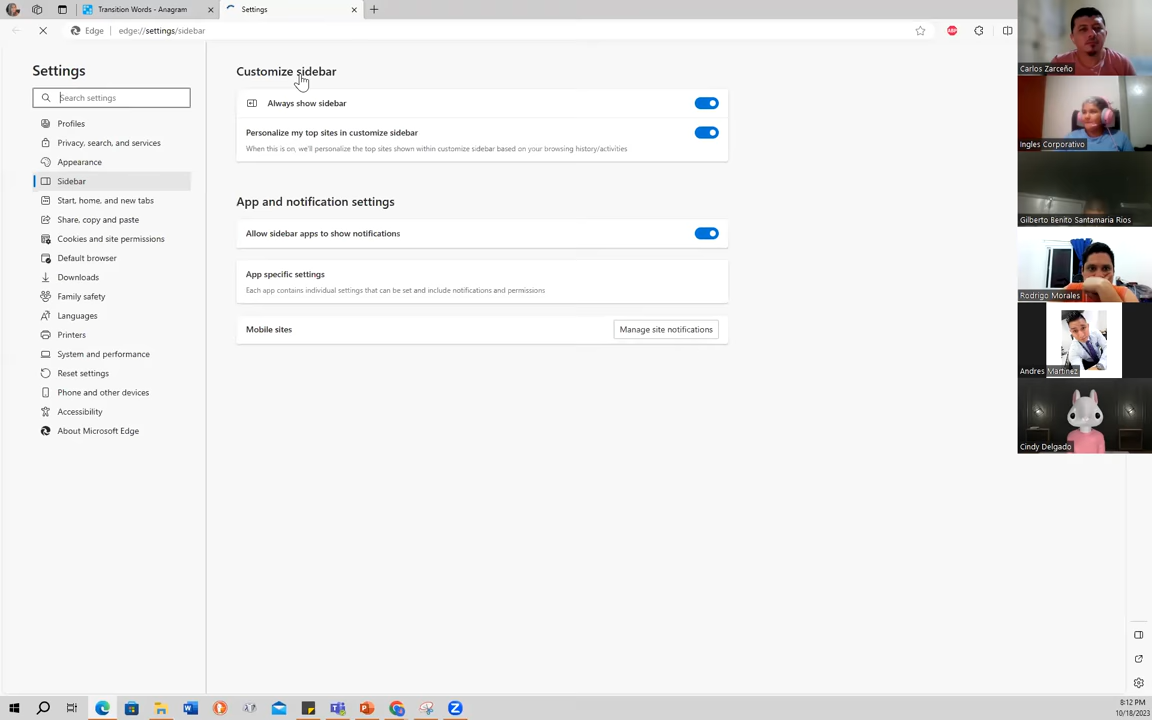 Transition Words - Anagram
Settings
Edge
edge://settings/sidebar
ABP
Settings
Search settings
Profiles
Privacy, search, and services
Appearance
Sidebar
Start, home, and new tabs
Share, copy and paste
Cookies and site permissions
Default browser
Downloads
Family safety
Languages
Printers
System and performance
Reset settings
Phone and other devices
Accessibility
About Microsoft Edge
Customize sidebar
Always show sidebar
Personalize my top sites in customize sidebar
When this is on, we'll personalize the top sites shown within customize sidebar based on your browsing history/activities
App and notification settings
Allow sidebar apps to show notifications
App specific settings
Each app contains individual settings that can be set and include notifications and permissions
Mobile sites
Manage site notifications
Carlos Zarceño
Ingles Corporativo
Gilberto Benito Santamaria Rios
Rodrigo Morales
Andres Martinez
Cindy Delgado
8:12 PM
10/18/2023